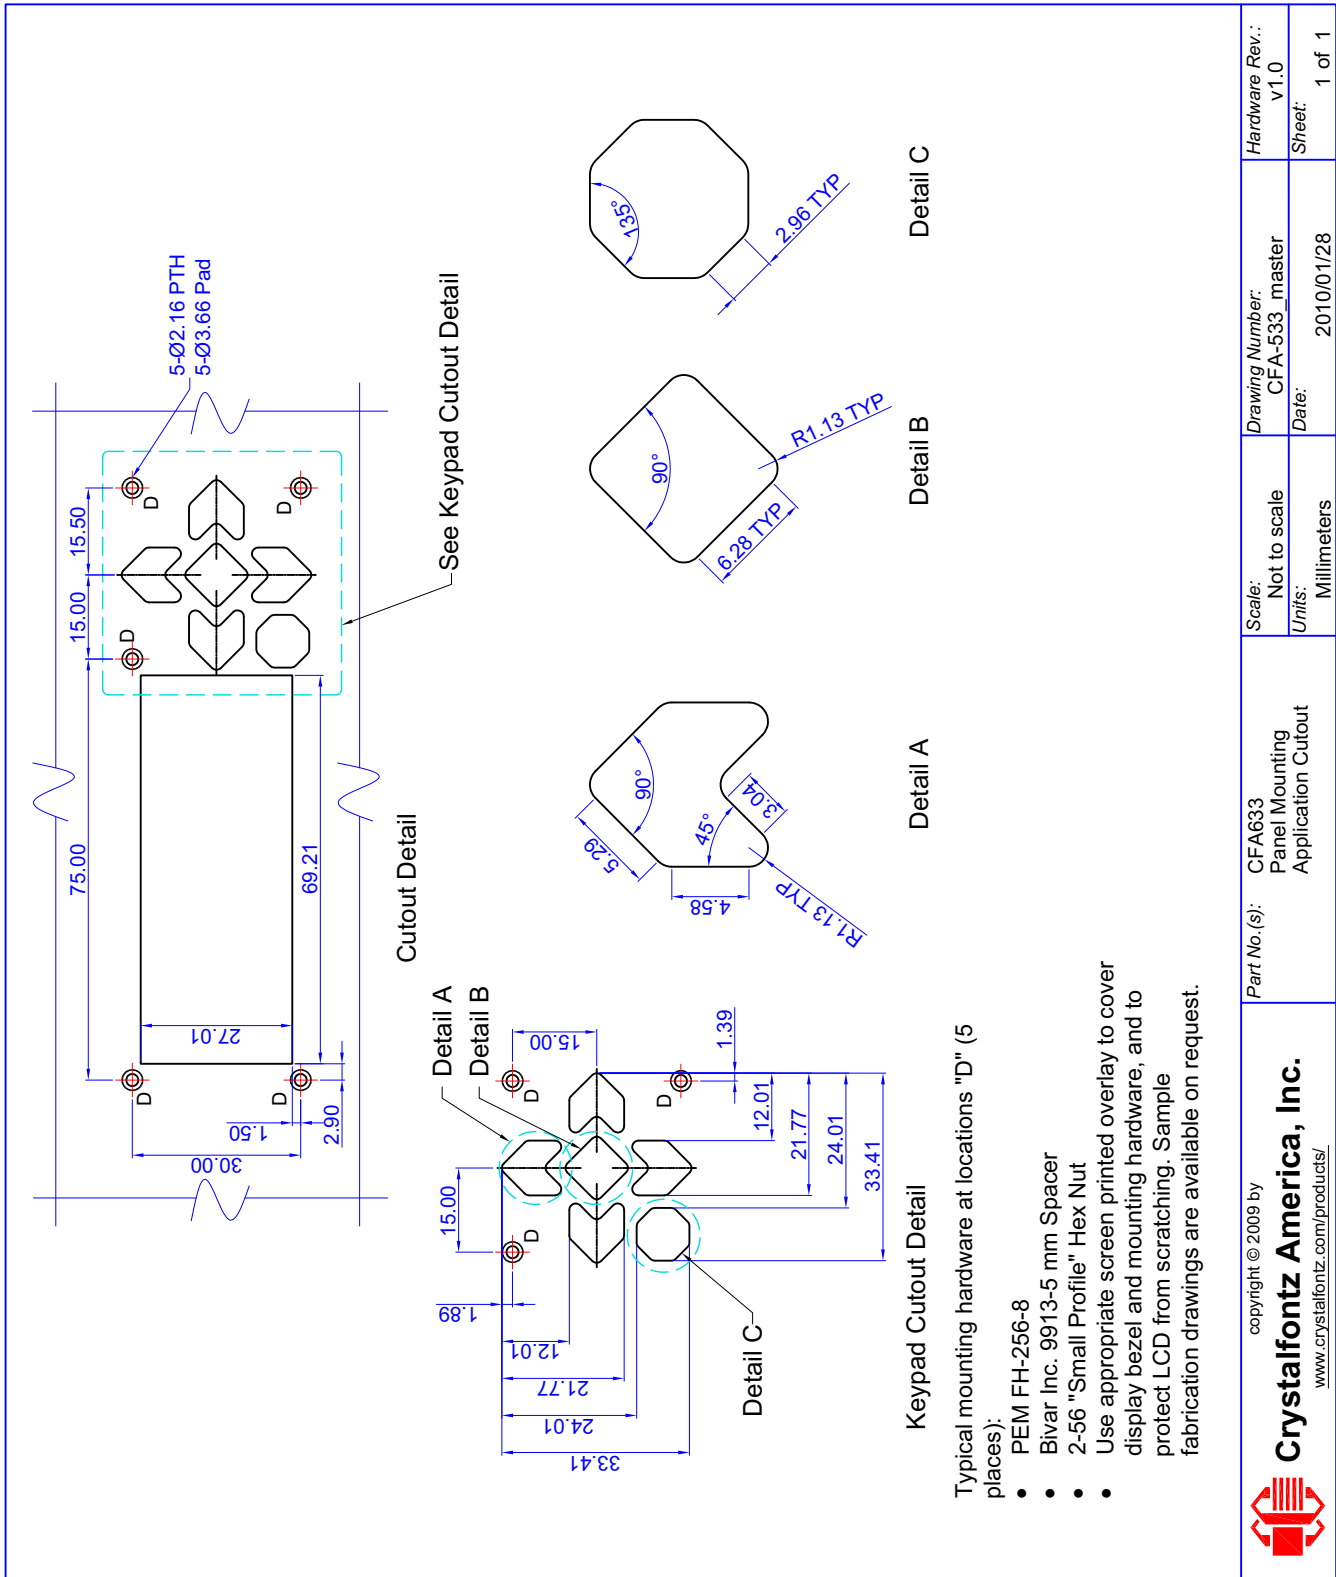 75.00
15.00
15.50
5-Ø2.16 PTH
5-Ø3.66 Pad
D
D
D
D
D
30.00
1.50
2.90
27.01
69.21
Cutout Detail
See Keypad Cutout Detail
Detail A
Detail B
15.00
15.00
1.89
12.01
21.77
24.01
33.41
D
D
D
1.39
12.01
21.77
24.01
33.41
Detail C
Keypad Cutout Detail
5.29
90°
45°
3.04
4.58
R1.13 TYP
Detail A
90°
6.28 TYP
R1.13 TYP
Detail B
135°
2.96 TYP
Detail C
Typical mounting hardware at locations "D" (5
places):
• PEM FH-256-8
• Bivar Inc. 9913-5 mm Spacer
• 2-56 "Small Profile" Hex Nut
• Use appropriate screen printed overlay to cover
display bezel and mounting hardware, and to
protect LCD from scratching. Sample
fabrication drawings are available on request.
copyright © 2009 by
Crystalfontz America, Inc.
www.crystalfontz.com/products/
Part No.(s):
CFA633
Panel Mounting
Application Cutout
Scale:
Not to scale
Units:
Millimeters
Drawing Number:
CFA-533_master
Date:
2010/01/28
Hardware Rev.:
v1.0
Sheet:
1 of 1